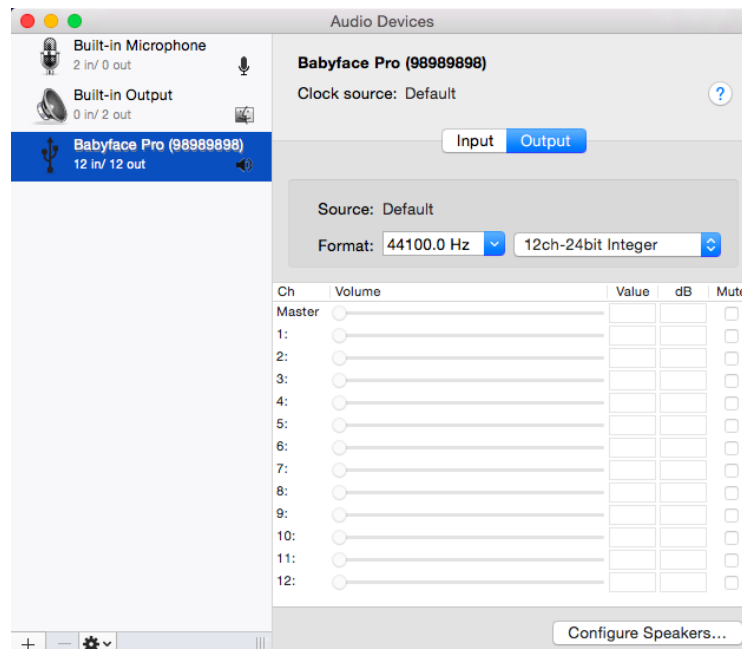 Audio Devices
Built-in Microphone
2 in/ 0 out
Built-in Output
0 in/ 2 out
Babyface Pro (98989898)
12 in/ 12 out
Babyface Pro (98989898)
Clock source: Default
?
Input Output
Source: Default
Format: 44100.0 Hz 12ch-24bit Integer
Ch Volume Value dB Mute
Master
1:
2:
3:
4:
5:
6:
7:
8:
9:
10:
11:
12:
Configure Speakers...